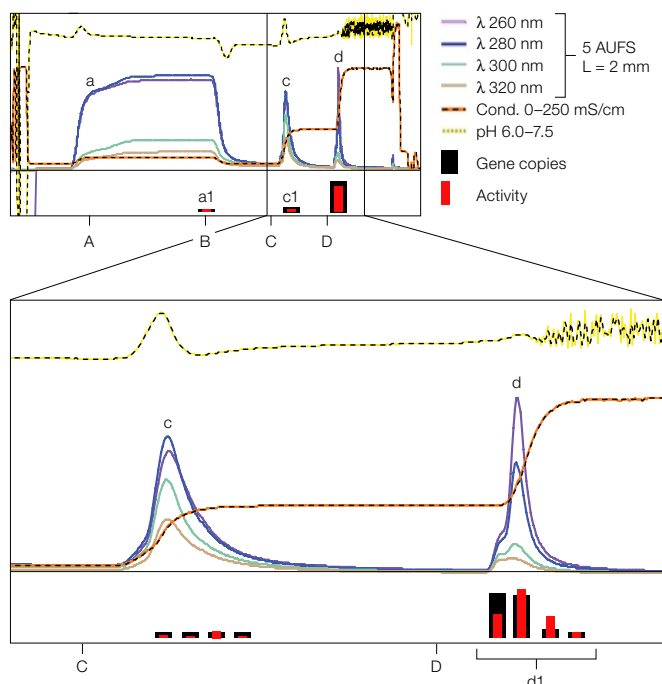 λ 260 nm
λ 280 nm
λ 300 nm
λ 320 nm
5 AUFS
L = 2 mm
Cond. 0–250 mS/cm
pH 6.0–7.5
Gene copies
Activity
a
c
d
a1
c1
A
B
C
D
c
d
C
D
d1